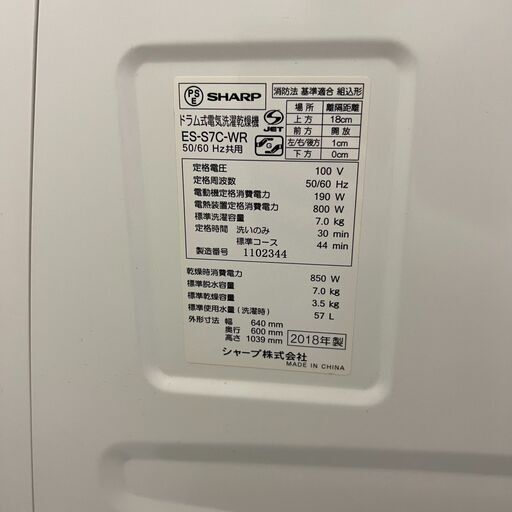 PSE SHARP
ドラム式電気洗濯乾燥機
ES-S7C-WR
50/60 Hz共用
JET
S
消防法 基準適合 組込形
場所 離隔距離
上方 18cm
前方 開放
左/右/後方 1cm
下方 0cm
定格電圧 100 V
定格周波数 50/60 Hz
電動機定格消費電力 190 W
電熱装置定格消費電力 800 W
標準洗濯容量 7.0 kg
定格時間 洗いのみ 30 min
標準コース 44 min
製造番号 1102344
乾燥時消費電力 850 W
標準脱水容量 7.0 kg
標準乾燥容量 3.5 kg
標準使用水量(洗濯時) 57 L
外形寸法 幅 640 mm
奥行 600 mm
高さ 1039 mm
2018年製
シャープ株式会社
MADE IN CHINA